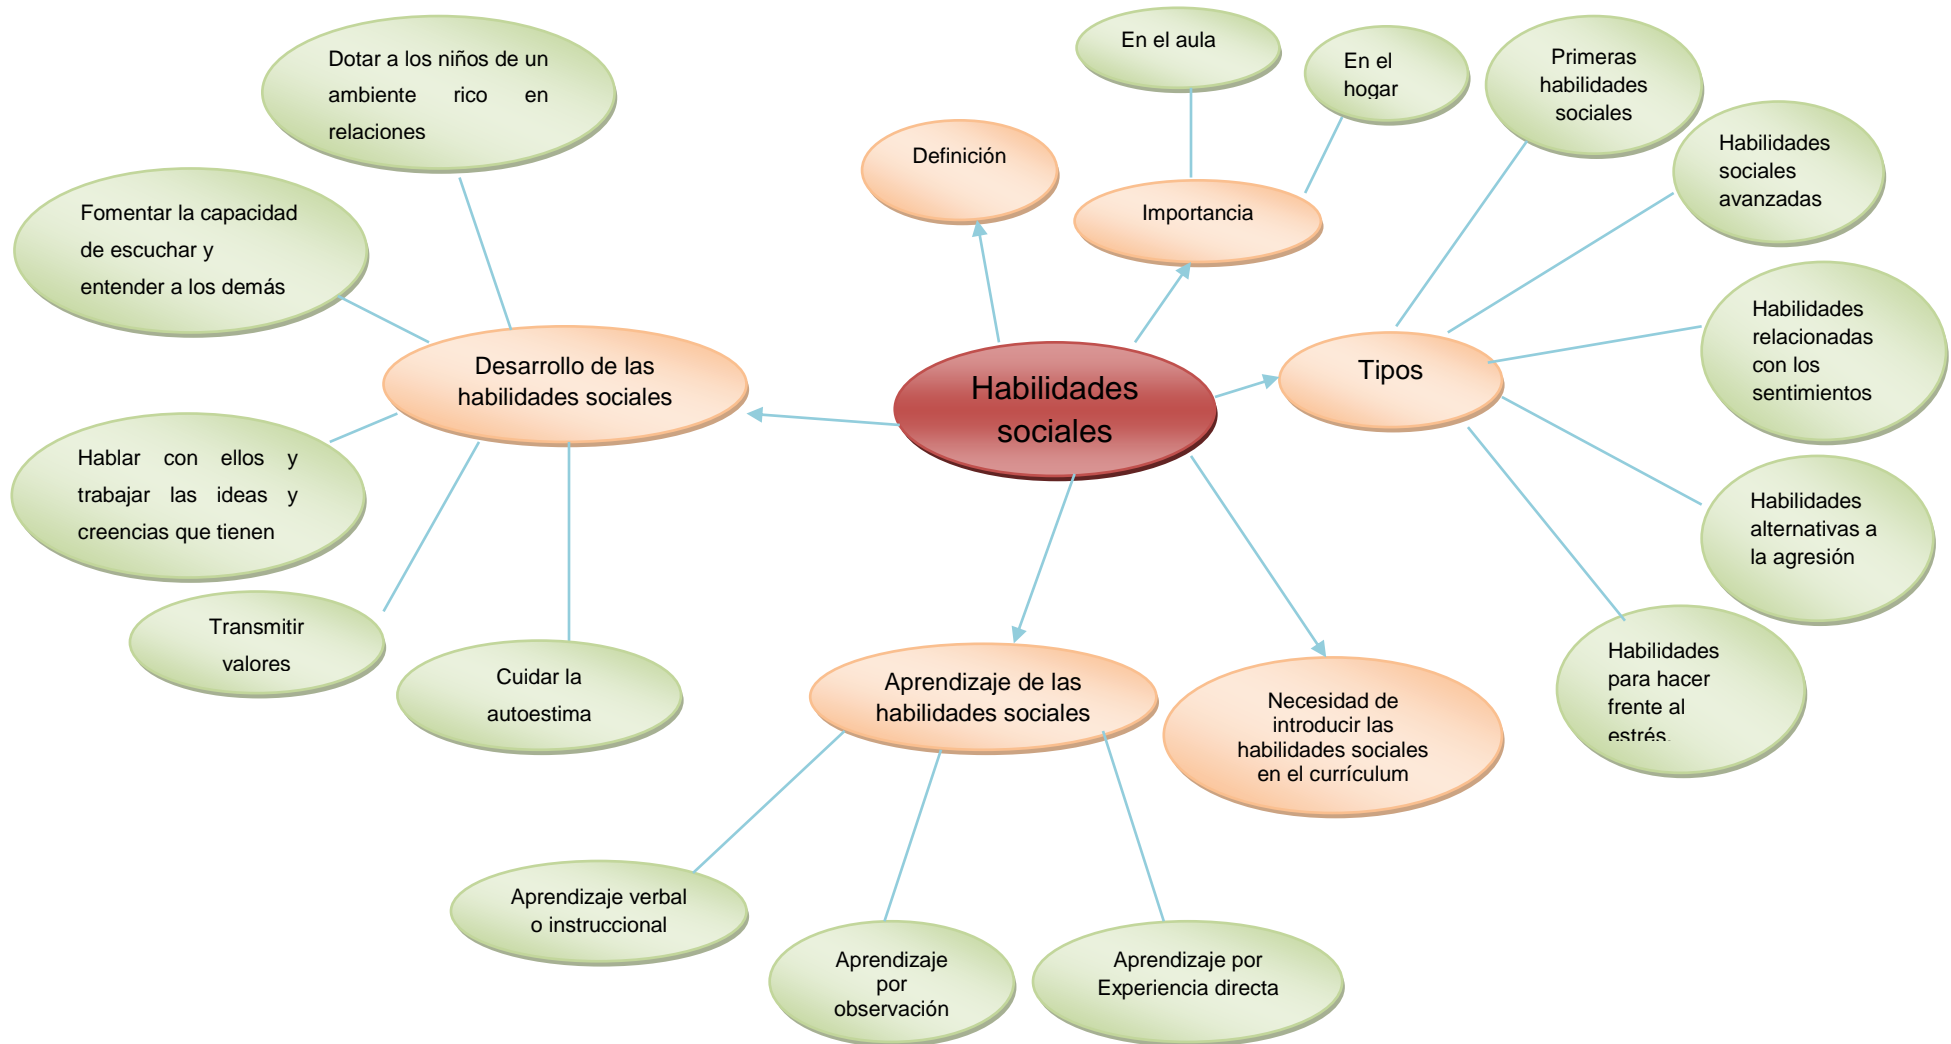 Dotar a los niños de un
ambiente rico en
relaciones
En el aula
En el
hogar
Primeras
habilidades
sociales
Definición
Importancia
Habilidades
sociales
avanzadas
Fomentar la capacidad
de escuchar y
entender a los demás
Habilidades
relacionadas
con los
sentimientos
Desarrollo de las
habilidades sociales
Habilidades
sociales
Tipos
Hablar con ellos y
trabajar las ideas y
creencias que tienen
Habilidades
alternativas a
la agresión
Transmitir
valores
Cuidar la
autoestima
Aprendizaje de las
habilidades sociales
Necesidad de
introducir las
habilidades sociales
en el currículum
Habilidades
para hacer
frente al
estrés.
Aprendizaje verbal
o instruccional
Aprendizaje
por
observación
Aprendizaje por
Experiencia directa